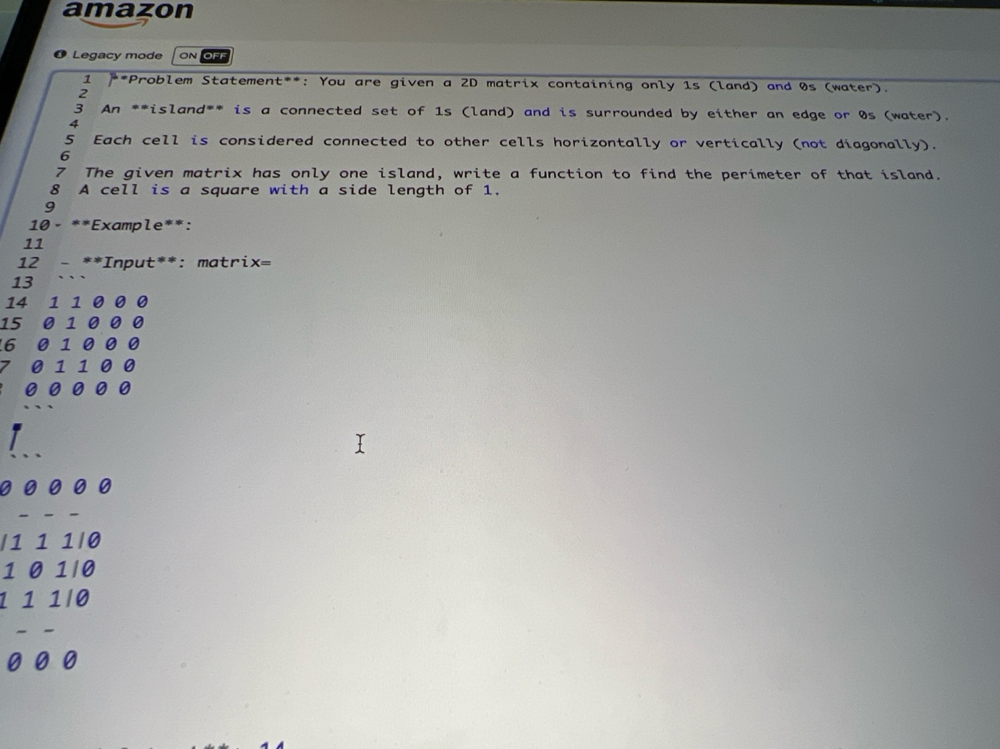 amazon
Legacy mode ON OFF
1 **Problem Statement**: You are given a 2D matrix containing only 1s (land) and 0s (water).
2
3 An **island** is a connected set of 1s (land) and is surrounded by either an edge or 0s (water).
4
5 Each cell is considered connected to other cells horizontally or vertically (not diagonally).
6
7 The given matrix has only one island, write a function to find the perimeter of that island.
8 A cell is a square with a side length of 1.
9
10 - **Example**:
11
12 - **Input**: matrix=
13 ```
14 1 1 0 0 0
15 0 1 0 0 0
16 0 1 0 0 0
7 0 1 1 0 0
0 0 0 0 0
```
```
0 0 0 0 0
- - -
|1 1 1|0
1 0 1|0
1 1 1|0
- -
0 0 0
**: 14